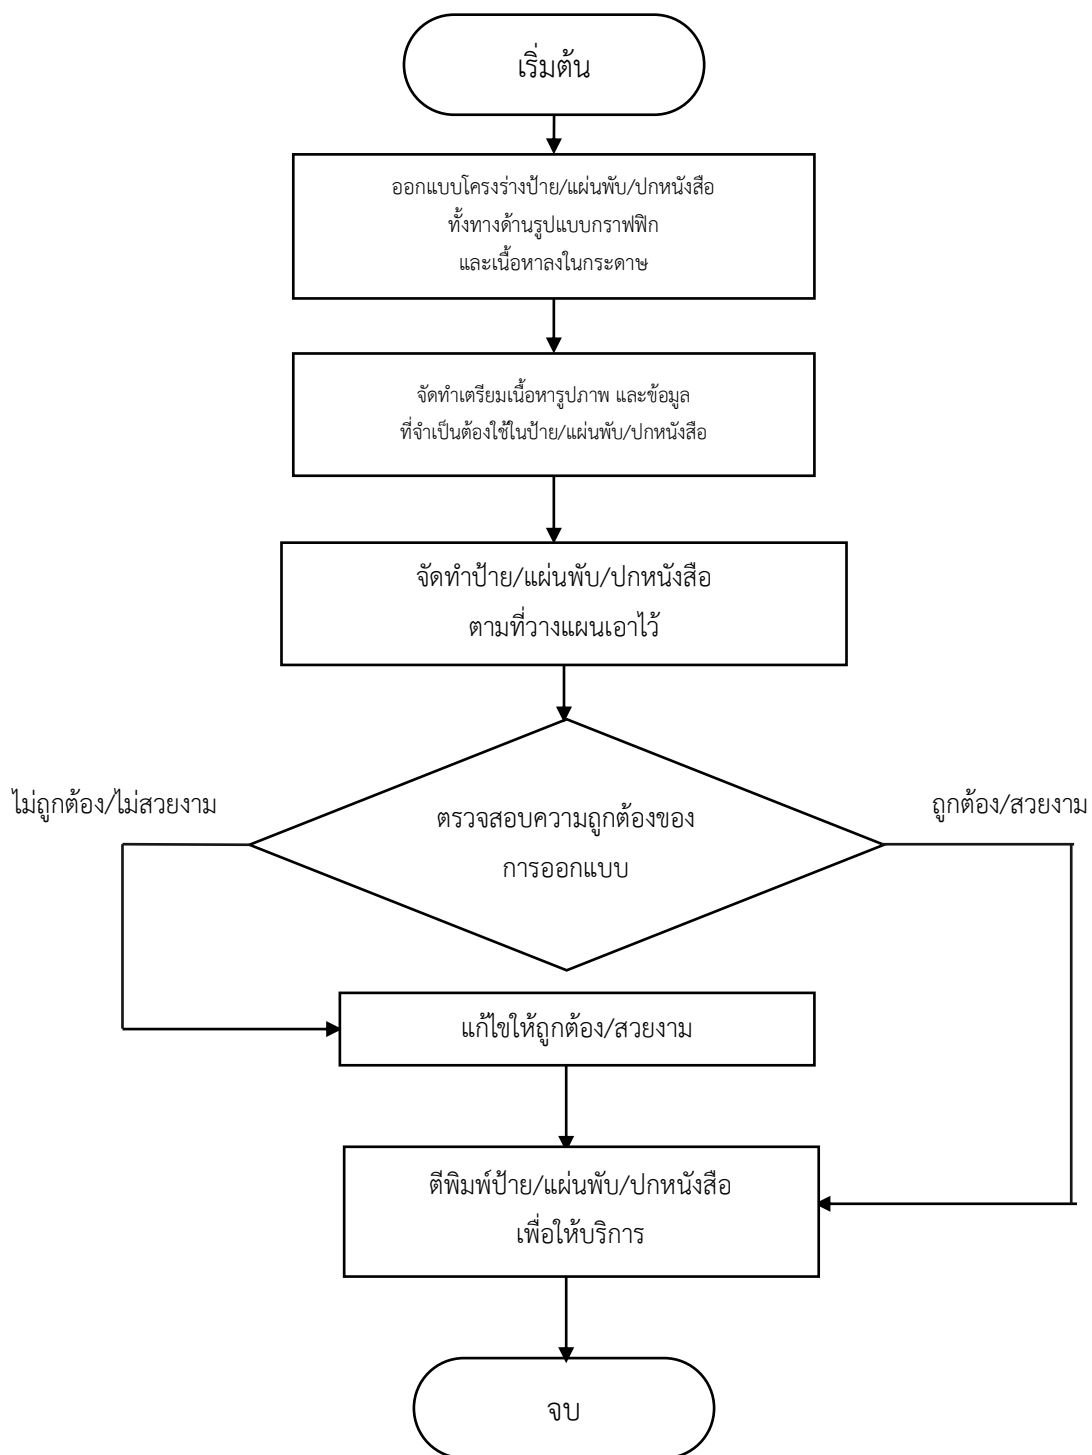 เริ่มต้น
ออกแบบโครงร่างป้าย/แผ่นพับ/ปกหนังสือ
ทั้งทางด้านรูปแบบกราฟฟิก
และเนื้อหาลงในกระดาษ
จัดทำเตรียมเนื้อหารูปภาพ และข้อมูล
ที่จำเป็นต้องใช้ในป้าย/แผ่นพับ/ปกหนังสือ
จัดทำป้าย/แผ่นพับ/ปกหนังสือ
ตามที่วางแผนเอาไว้
ไม่ถูกต้อง/ไม่สวยงาม
ถูกต้อง/สวยงาม
ตรวจสอบความถูกต้องของ
การออกแบบ
แก้ไขให้ถูกต้อง/สวยงาม
ตีพิมพ์ป้าย/แผ่นพับ/ปกหนังสือ
เพื่อให้บริการ
จบ